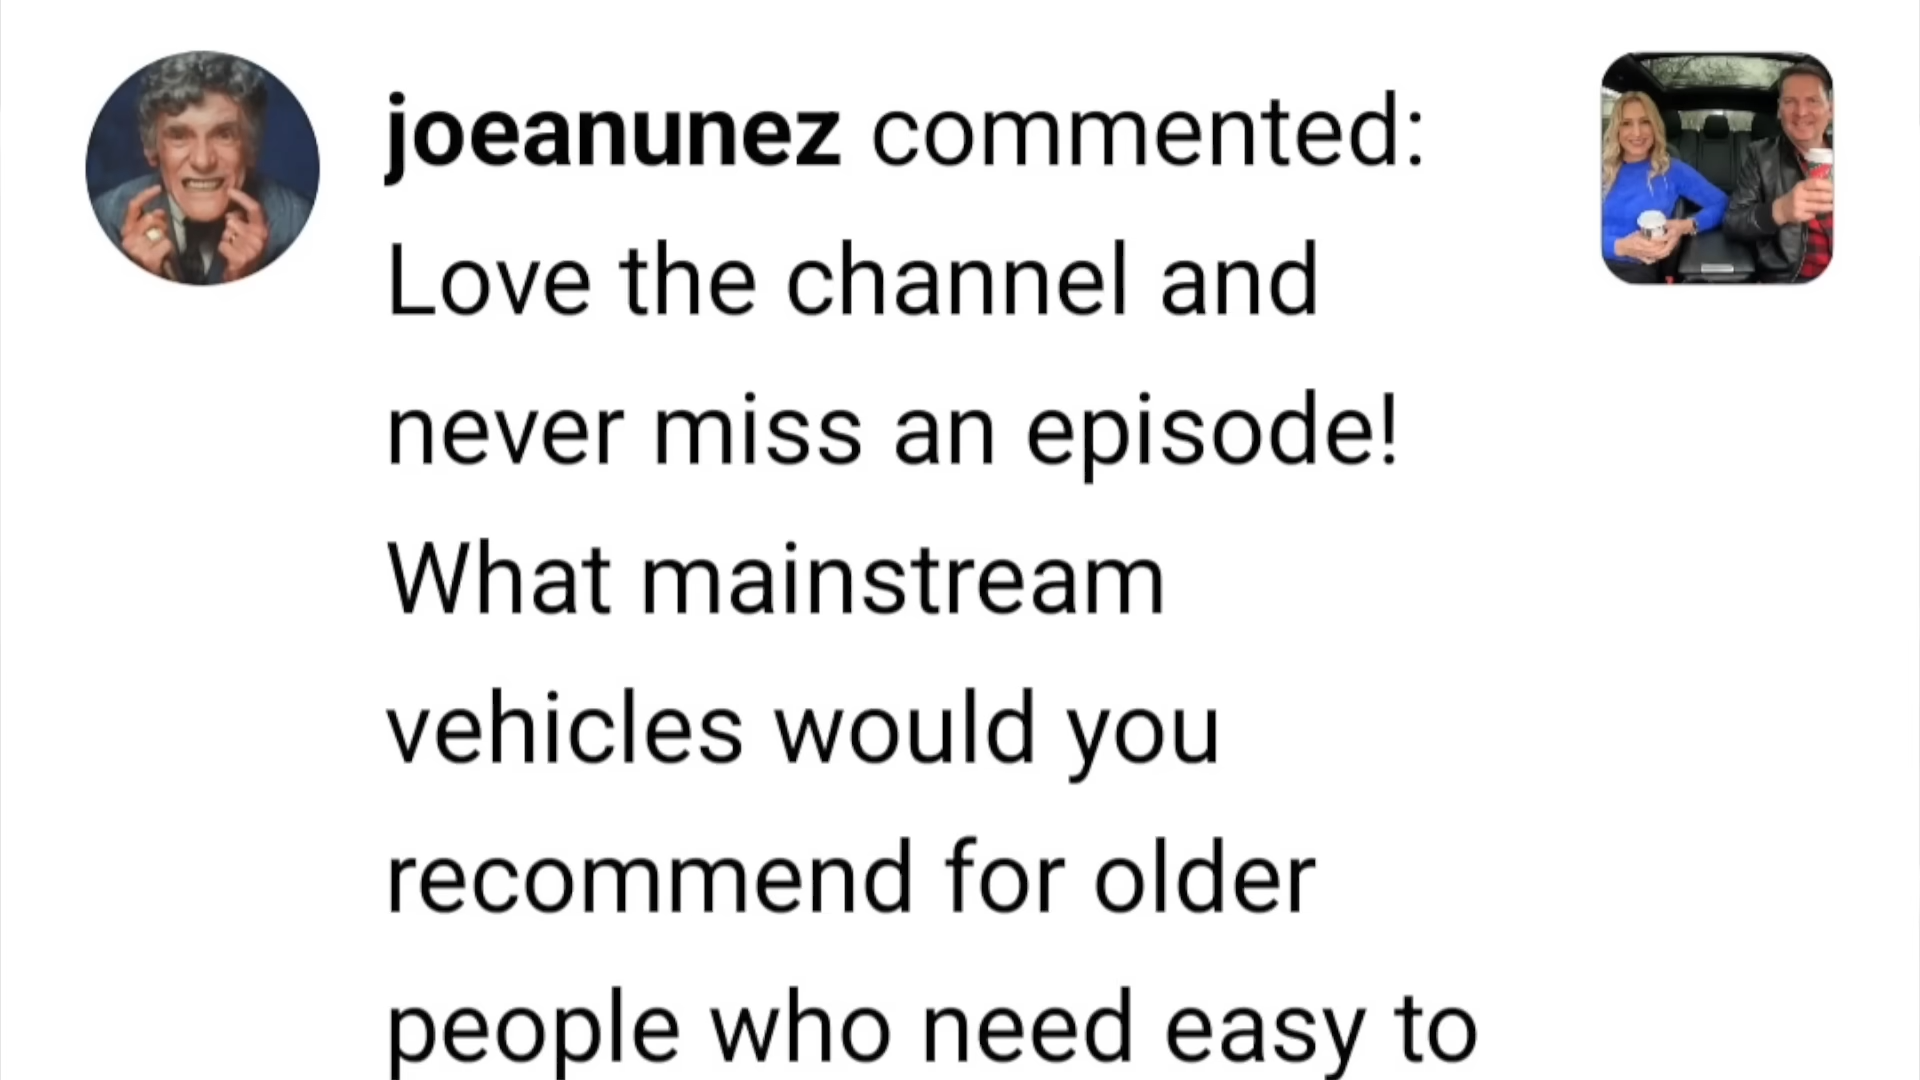 joeanunez commented:
Love the channel and
never miss an episode!
What mainstream
vehicles would you
recommend for older
people who need easy to